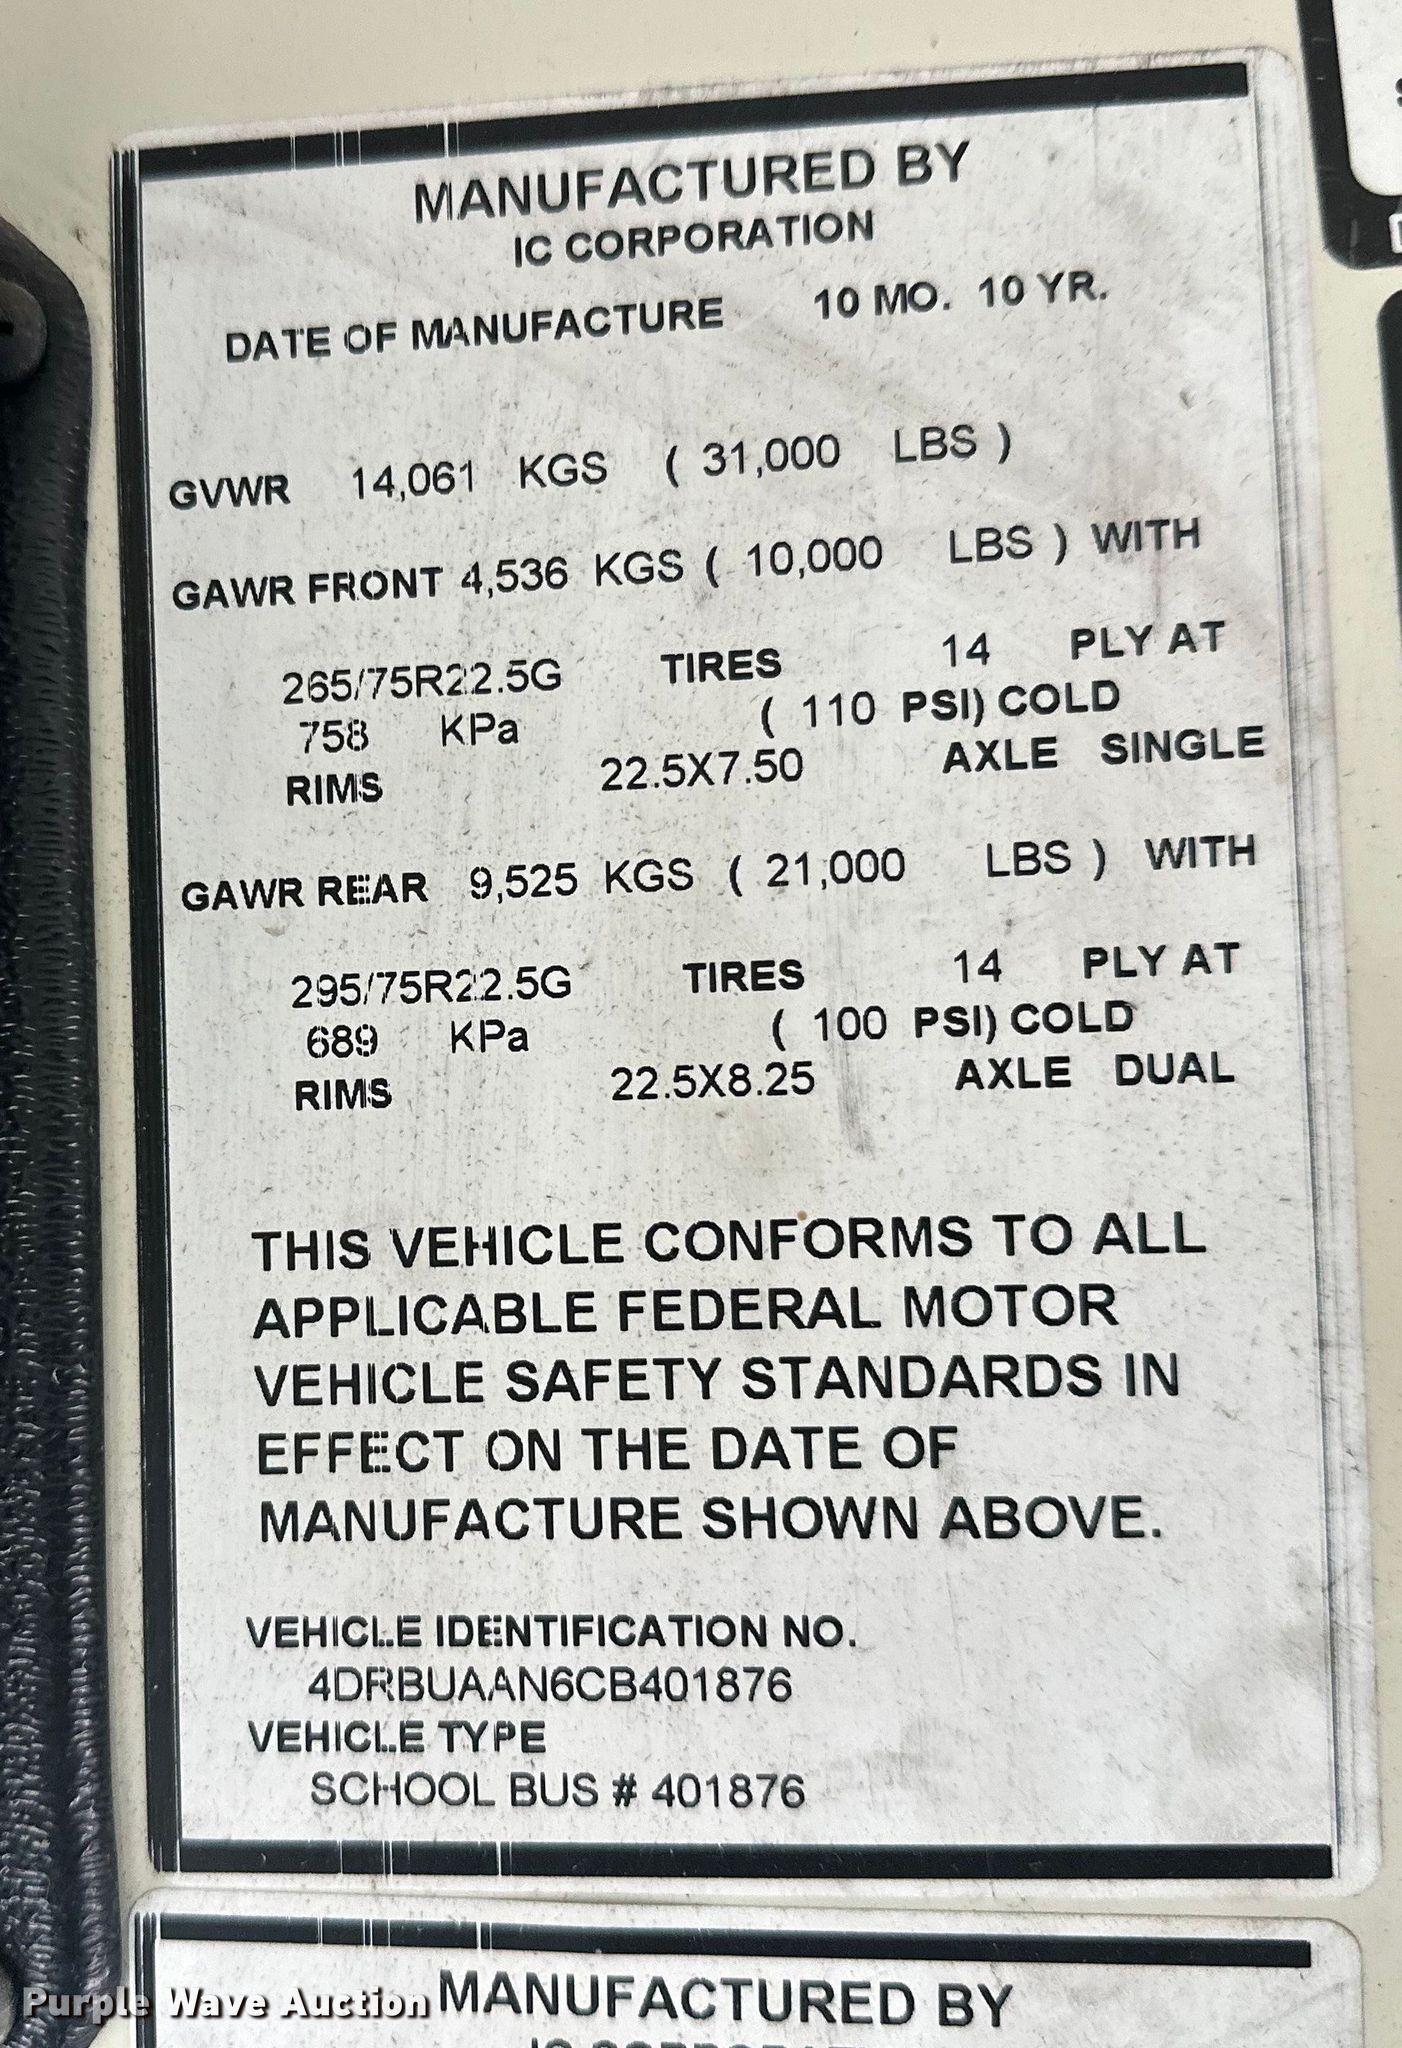 MANUFACTURED BY
IC CORPORATION
DATE OF MANUFACTURE 10 MO. 10 YR.
GVWR 14,061 KGS ( 31,000 LBS )
GAWR FRONT 4,536 KGS ( 10,000 LBS ) WITH
265/75R22.5G TIRES 14 PLY AT
758 KPa ( 110 PSI) COLD
RIMS 22.5X7.50 AXLE SINGLE
GAWR REAR 9,525 KGS ( 21,000 LBS ) WITH
295/75R22.5G TIRES 14 PLY AT
689 KPa ( 100 PSI) COLD
RIMS 22.5X8.25 AXLE DUAL
THIS VEHICLE CONFORMS TO ALL
APPLICABLE FEDERAL MOTOR
VEHICLE SAFETY STANDARDS IN
EFFECT ON THE DATE OF
MANUFACTURE SHOWN ABOVE.
VEHICLE IDENTIFICATION NO.
4DRBUAAN6CB401876
VEHICLE TYPE
SCHOOL BUS # 401876
MANUFACTURED BY
Purple Wave Auction